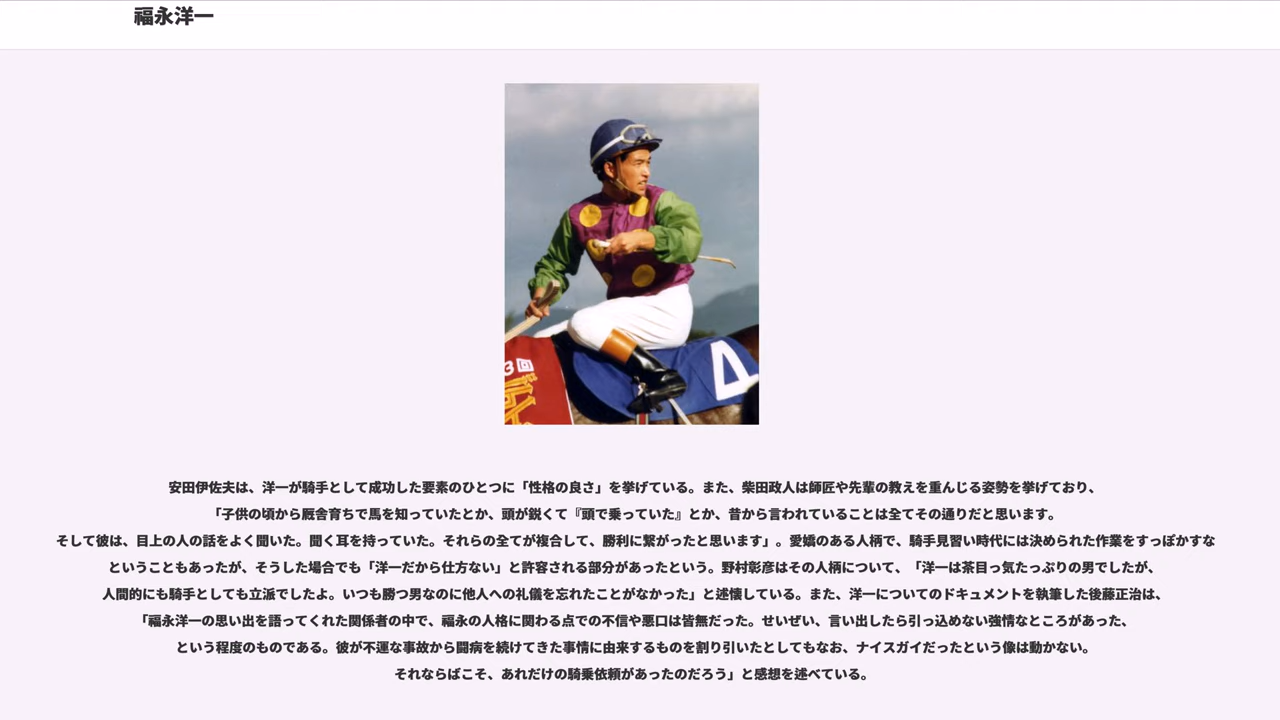 福永洋一
3回
4
安田伊佐夫は、洋一が騎手として成功した要素のひとつに「性格の良さ」を挙げている。また、柴田政人は師匠や先輩の教えを重んじる姿勢を挙げており、
「子供の頃から厩舎育ちで馬を知っていたとか、頭が鋭くて『頭で乗っていた』とか、昔から言われていることは全てその通りだと思います。
そして彼は、目上の人の話をよく聞いた。聞く耳を持っていた。それらの全てが複合して、勝利に繋がったと思います」。愛嬌のある人柄で、騎手見習い時代には決められた作業をすっぽかすな
ということもあったが、そうした場合でも「洋一だから仕方ない」と許容される部分があったという。野村彰彦はその人柄について、「洋一は茶目っ気たっぷりの男でしたが、
人間的にも騎手としても立派でしたよ。いつも勝つ男なのに他人への礼儀を忘れたことがなかった」と述懐している。また、洋一についてのドキュメントを執筆した後藤正治は、
「福永洋一の思い出を語ってくれた関係者の中で、福永の人格に関わる点での不信や悪口は皆無だった。せいぜい、言い出したら引っ込めない強情なところがあった、
という程度のものである。彼が不運な事故から闘病を続けてきた事情に由来するものを割り引いたとしてもなお、ナイスガイだったという像は動かない。
それならばこそ、あれだけの騎乗依頼があったのだろう」と感想を述べている。